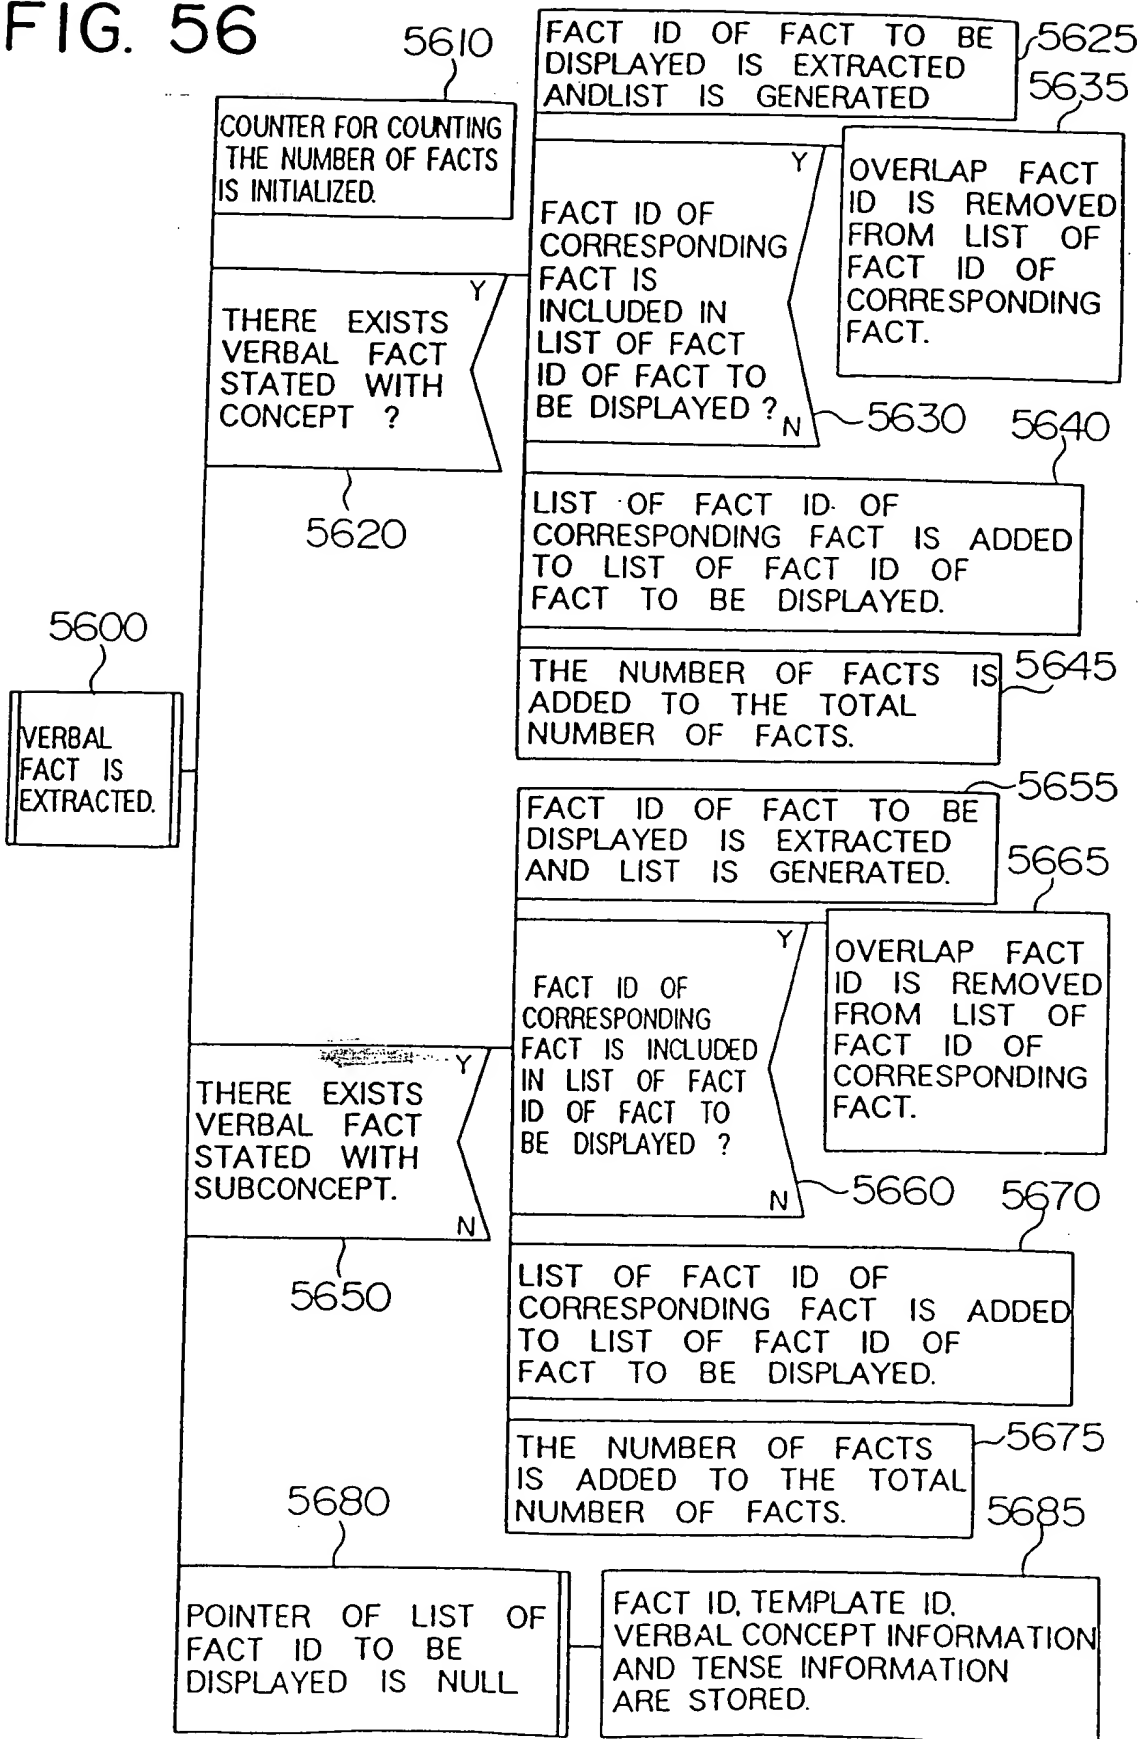 FIG. 56
5600
VERBAL
FACT IS
EXTRACTED.
5610
COUNTER FOR COUNTING
THE NUMBER OF FACTS
IS INITIALIZED.
Y
THERE EXISTS
VERBAL FACT
STATED WITH
CONCEPT ?
5620
FACT ID OF FACT TO BE
DISPLAYED IS EXTRACTED
ANDLIST IS GENERATED
5625
Y
FACT ID OF
CORRESPONDING
FACT IS
INCLUDED IN
LIST OF FACT
ID OF FACT TO
BE DISPLAYED ?
N
5630
5635
OVERLAP FACT
ID IS REMOVED
FROM LIST OF
FACT ID OF
CORRESPONDING
FACT.
5640
LIST OF FACT ID OF
CORRESPONDING FACT IS ADDED
TO LIST OF FACT ID OF
FACT TO BE DISPLAYED.
THE NUMBER OF FACTS IS
ADDED TO THE TOTAL
NUMBER OF FACTS.
5645
Y
THERE EXISTS
VERBAL FACT
STATED WITH
SUBCONCEPT.
N
5650
5655
FACT ID OF FACT TO BE
DISPLAYED IS EXTRACTED
AND LIST IS GENERATED.
Y
FACT ID OF
CORRESPONDING
FACT IS INCLUDED
IN LIST OF FACT
ID OF FACT TO
BE DISPLAYED ?
N
5660
5665
OVERLAP FACT
ID IS REMOVED
FROM LIST OF
FACT ID OF
CORRESPONDING
FACT.
5670
LIST OF FACT ID OF
CORRESPONDING FACT IS ADDED
TO LIST OF FACT ID OF
FACT TO BE DISPLAYED.
THE NUMBER OF FACTS
IS ADDED TO THE TOTAL
NUMBER OF FACTS.
5675
5680
POINTER OF LIST OF
FACT ID TO BE
DISPLAYED IS NULL
5685
FACT ID, TEMPLATE ID.
VERBAL CONCEPT INFORMATION
AND TENSE INFORMATION
ARE STORED.